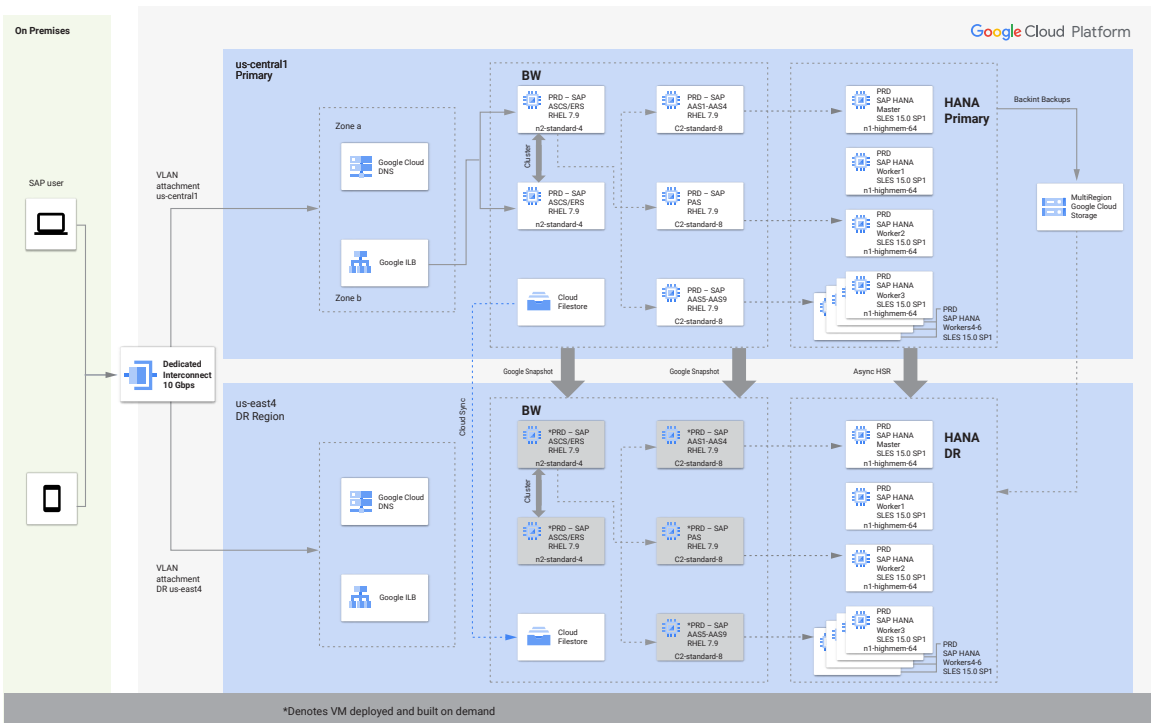 On Premises
Google Cloud Platform
us-central1
Primary
BW
Zone a
Google Cloud
DNS
Google ILB
Zone b
PRD – SAP
ASCS/ERS
RHEL 7.9
n2-standard-4
Cluster
PRD – SAP
ASCS/ERS
RHEL 7.9
n2-standard-4
Cloud
Filestore
PRD – SAP
AAS1-AAS4
RHEL 7.9
C2-standard-8
PRD – SAP
PAS
RHEL 7.9
C2-standard-8
PRD – SAP
AAS5-AAS9
RHEL 7.9
C2-standard-8
PRD
SAP HANA
Master
SLES 15.0 SP1
n1-highmem-64
HANA
Primary
PRD
SAP HANA
Worker1
SLES 15.0 SP1
n1-highmem-64
PRD
SAP HANA
Worker2
SLES 15.0 SP1
n1-highmem-64
PRD
SAP HANA
Worker3
SLES 15.0 SP1
n1-highmem-64
PRD
SAP HANA
Workers4-6
SLES 15.0 SP1
Backint Backups
MultiRegion
Google Cloud
Storage
SAP user
VLAN
attachment
us-central1
Dedicated
Interconnect
10 Gbps
VLAN
attachment
DR us-east4
Google Snapshot
Google Snapshot
Async HSR
Cloud Sync
us-east4
DR Region
BW
Google Cloud
DNS
Google ILB
*PRD – SAP
ASCS/ERS
RHEL 7.9
n2-standard-4
Cluster
*PRD – SAP
ASCS/ERS
RHEL 7.9
n2-standard-4
Cloud
Filestore
*PRD – SAP
AAS1-AAS4
RHEL 7.9
C2-standard-8
*PRD – SAP
PAS
RHEL 7.9
C2-standard-8
*PRD – SAP
AAS5-AAS9
RHEL 7.9
C2-standard-8
PRD
SAP HANA
Master
SLES 15.0 SP1
n1-highmem-64
HANA
DR
PRD
SAP HANA
Worker1
SLES 15.0 SP1
n1-highmem-64
PRD
SAP HANA
Worker2
SLES 15.0 SP1
n1-highmem-64
PRD
SAP HANA
Worker3
SLES 15.0 SP1
n1-highmem-64
PRD
SAP HANA
Workers4-6
SLES 15.0 SP1
*Denotes VM deployed and built on demand